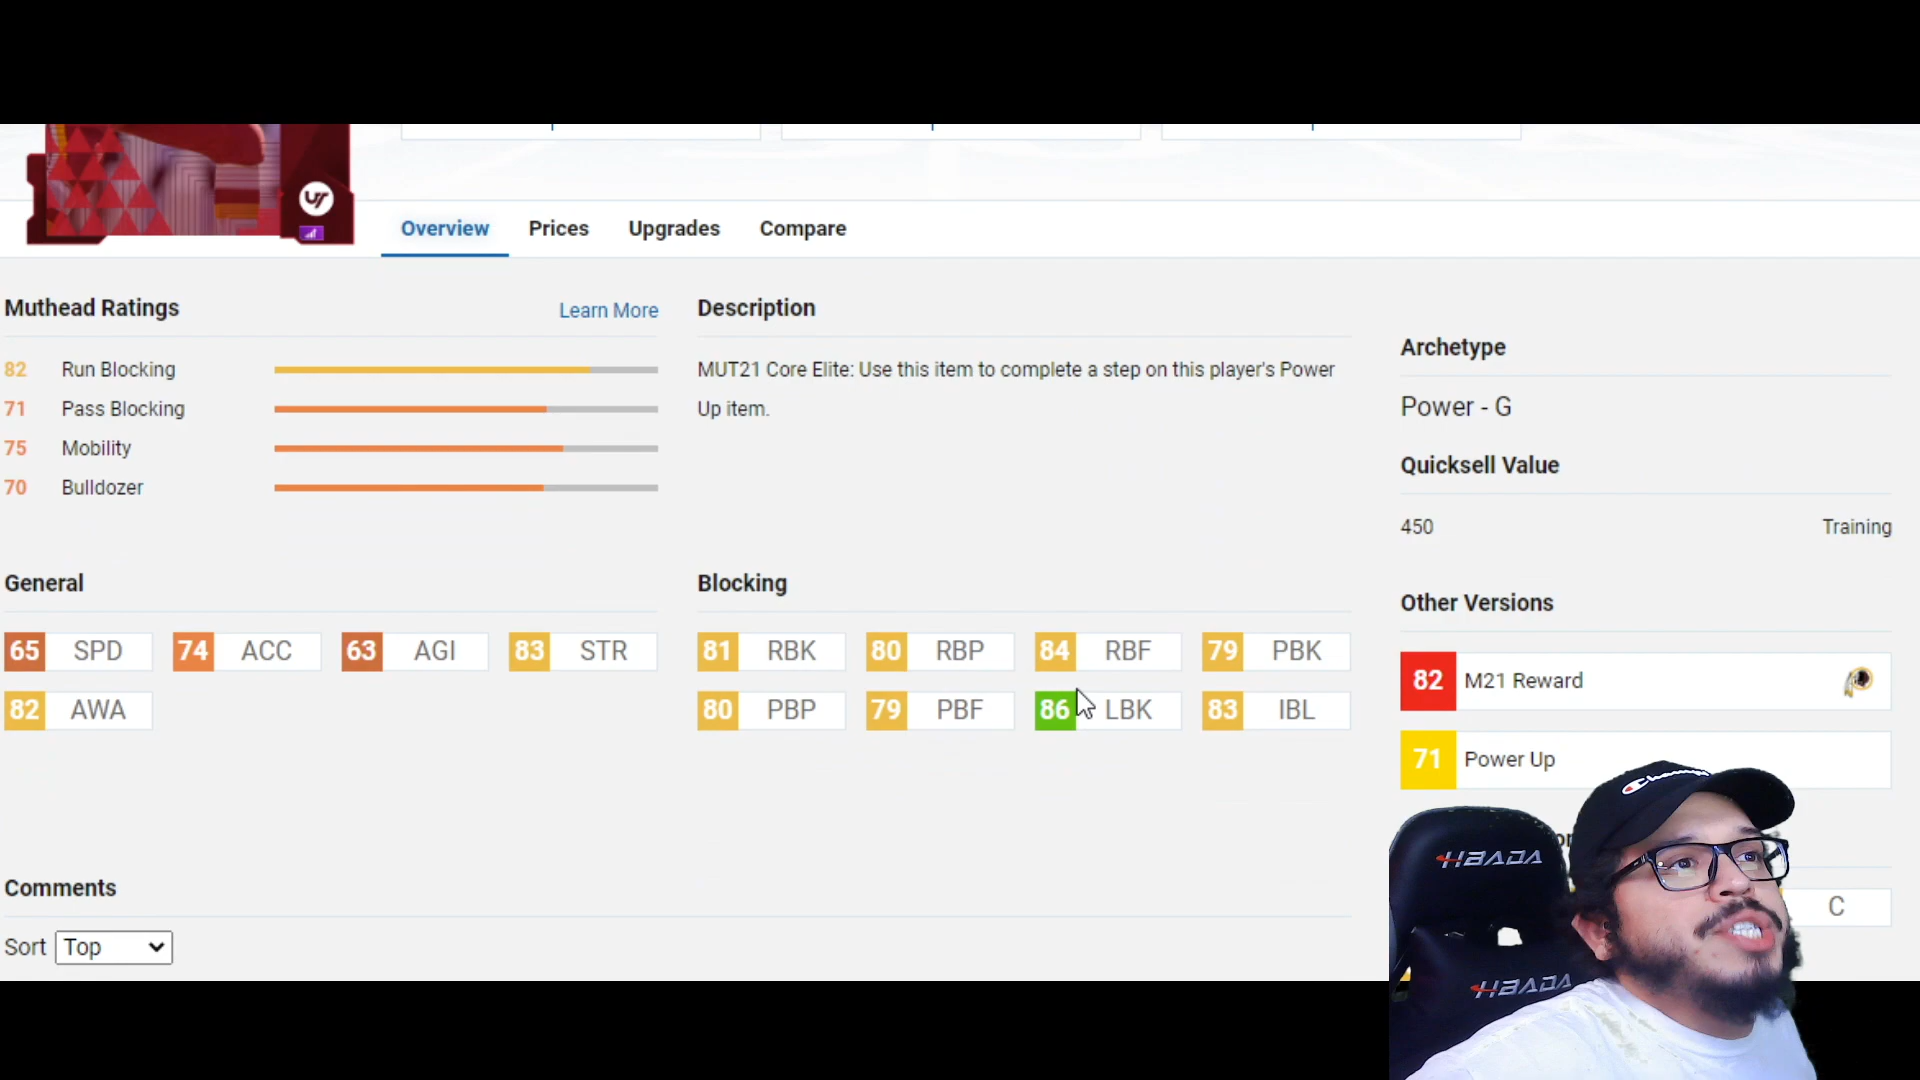 Overview Prices Upgrades Compare
Muthead Ratings Learn More
82 Run Blocking
71 Pass Blocking
75 Mobility
70 Bulldozer
Description
MUT21 Core Elite: Use this item to complete a step on this player's Power
Up item.
Archetype
Power - G
Quicksell Value
450 Training
General
65 SPD 74 ACC 63 AGI 83 STR
82 AWA
Blocking
81 RBK 80 RBP 84 RBF 79 PBK
80 PBP 79 PBF 86 LBK 83 IBL
Other Versions
82 M21 Reward
71 Power Up
C
Comments
Sort Top
Champion
HBADA
HBADA